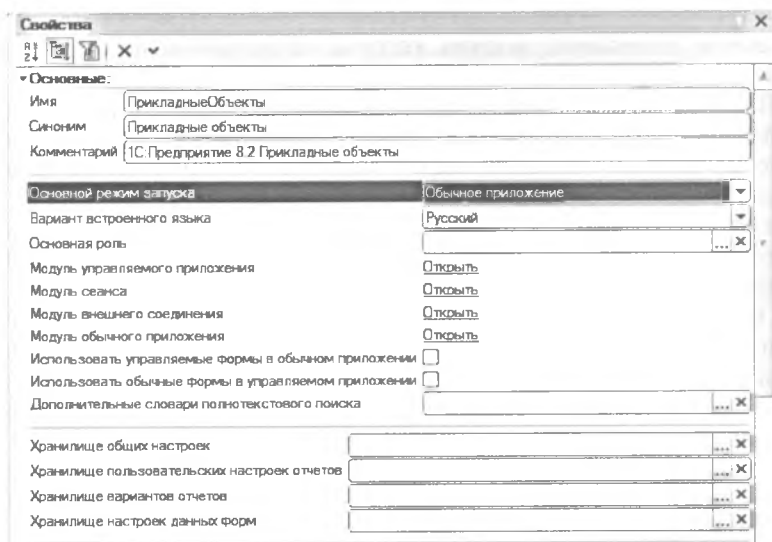 Свойства
Основные:
Имя ПрикладныеОбъекты
Синоним Прикладные объекты
Комментарий 1С:Предприятие 8.2 Прикладные объекты
Основной режим запуска Обычное приложение
Вариант встроенного языка Русский
Основная роль ...
Модуль управляемого приложения Открыть
Модуль сеанса Открыть
Модуль внешнего соединения Открыть
Модуль обычного приложения Открыть
Использовать управляемые формы в обычном приложении
Использовать обычные формы в управляемом приложении
Дополнительные словари полнотекстового поиска ...
Хранилище общих настроек ...
Хранилище пользовательских настроек отчетов ...
Хранилище вариантов отчетов ...
Хранилище настроек данных форм ...